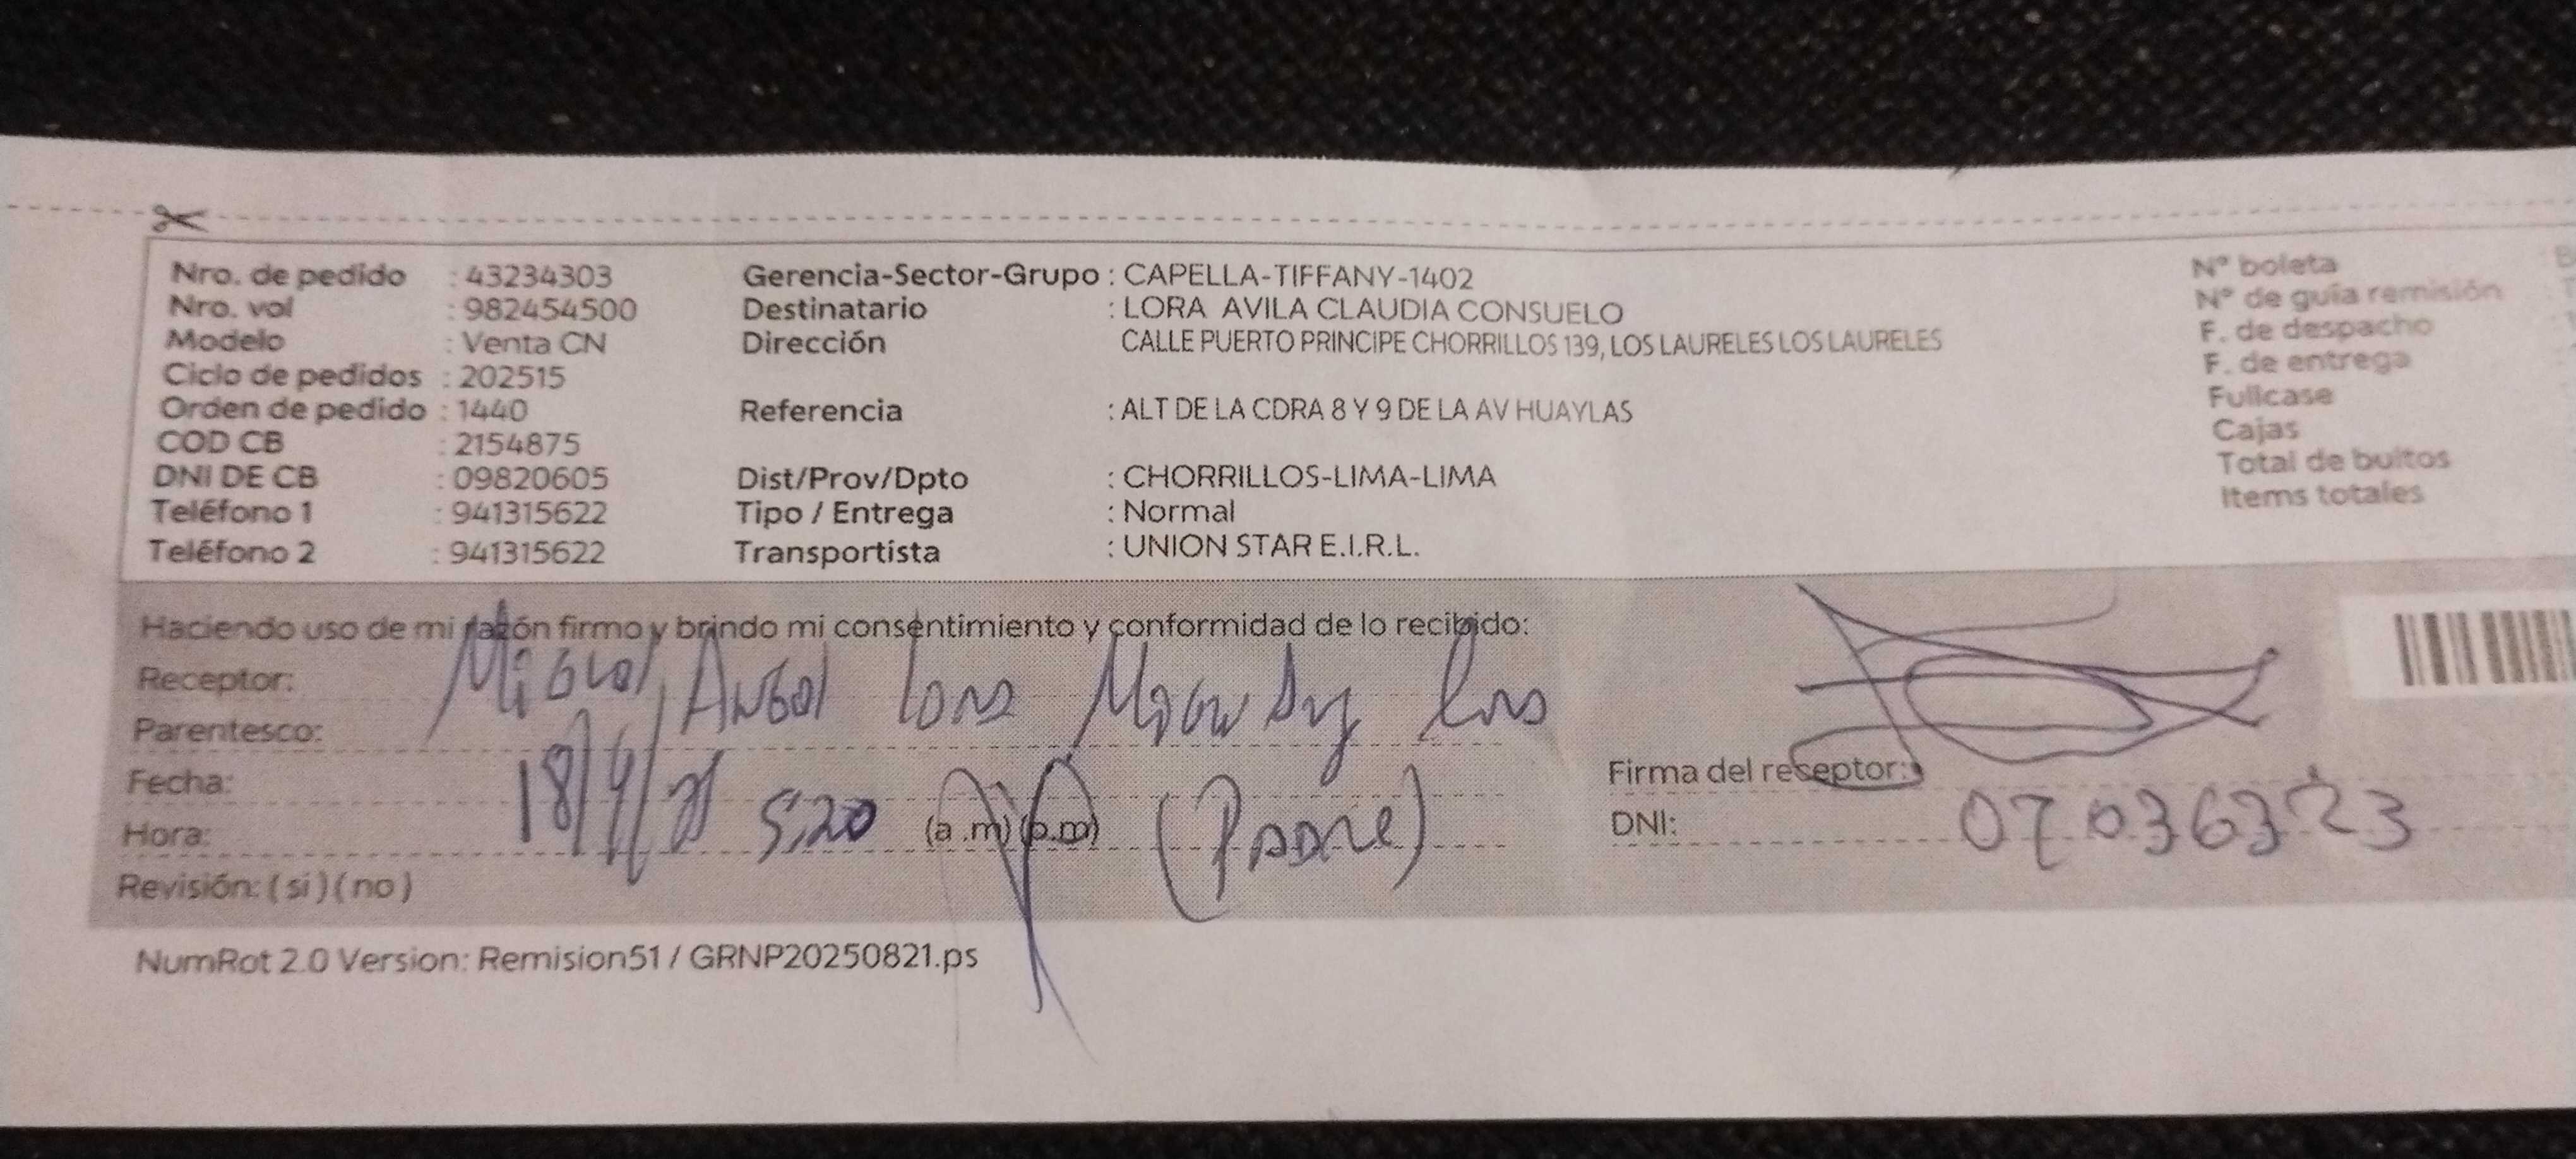 Nro. de pedido : 43234303 Gerencia-Sector-Grupo : CAPELLA-TIFFANY-1402 N° boleta
Nro. vol : 982454500 Destinatario : LORA AVILA CLAUDIA CONSUELO N° de guía remisión
Modelo : Venta CN Dirección CALLE PUERTO PRINCIPE CHORRILLOS 139, LOS LAURELES LOS LAURELES F. de despacho
Ciclo de pedidos : 202515 F. de entrega
Orden de pedido : 1440 Referencia : ALT DE LA CDRA 8 Y 9 DE LA AV HUAYLAS Fullcase
COD CB : 2154875 Cajas
DNI DE CB : 09820605 Dist/Prov/Dpto : CHORRILLOS-LIMA-LIMA Total de bultos
Teléfono 1 : 941315622 Tipo / Entrega : Normal Items totales
Teléfono 2 : 941315622 Transportista : UNION STAR E.I.R.L.
Haciendo uso de mi razón firmo y brindo mi consentimiento y conformidad de lo recibido:
Receptor: Miguel Angel Lora
Parentesco:
Fecha: Firma del receptor:
Hora: 5:20 (a .m) (p.m) (Padre) DNI: 07036323
Revisión: ( si ) ( no )
NumRot 2.0 Version: Remision51 / GRNP20250821.ps